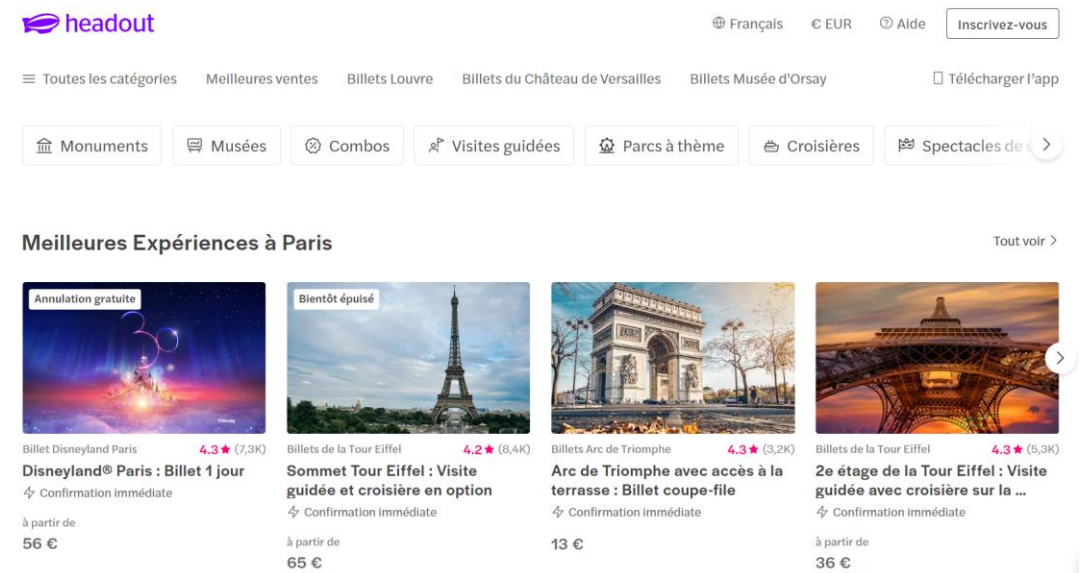 headout
Français € EUR Aide Inscrivez-vous
Toutes les catégories Meilleures ventes Billets Louvre Billets du Château de Versailles Billets Musée d'Orsay Télécharger l'app
Monuments Musées Combos Visites guidées Parcs à thème Croisières Spectacles de
Meilleures Expériences à Paris Tout voir
Annulation gratuite
Billet Disneyland Paris 4.3 ★ (7,3K)
Disneyland® Paris : Billet 1 jour
Confirmation immédiate
à partir de
56 €
Bientôt épuisé
Billets de la Tour Eiffel 4.2 ★ (8,4K)
Sommet Tour Eiffel : Visite
guidée et croisière en option
Confirmation immédiate
à partir de
65 €
Billets Arc de Triomphe 4.3 ★ (3,2K)
Arc de Triomphe avec accès à la
terrasse : Billet coupe-file
Confirmation immédiate
13 €
Billets de la Tour Eiffel 4.3 ★ (5,3K)
2e étage de la Tour Eiffel : Visite
guidée avec croisière sur la ...
Confirmation immédiate
à partir de
36 €